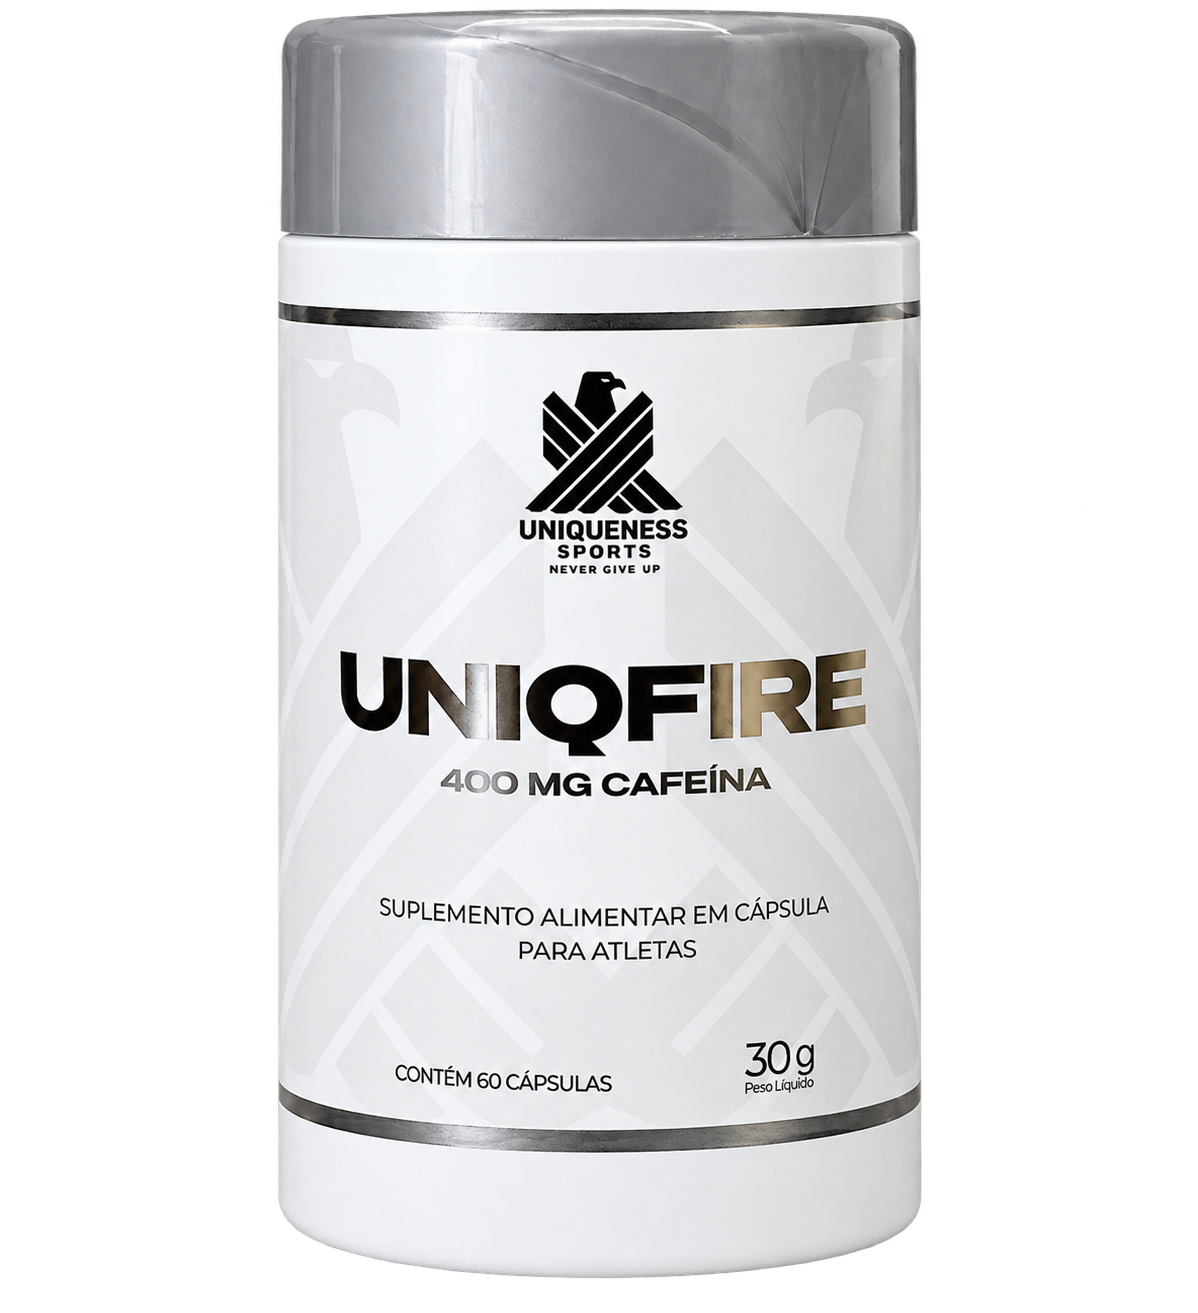 UNIQUENESS
SPORTS
NEVER GIVE UP
UNIQFIRE
400 MG CAFEÍNA
SUPLEMENTO ALIMENTAR EM CÁPSULA
PARA ATLETAS
CONTÉM 60 CÁPSULAS
30 g
Peso Líquido